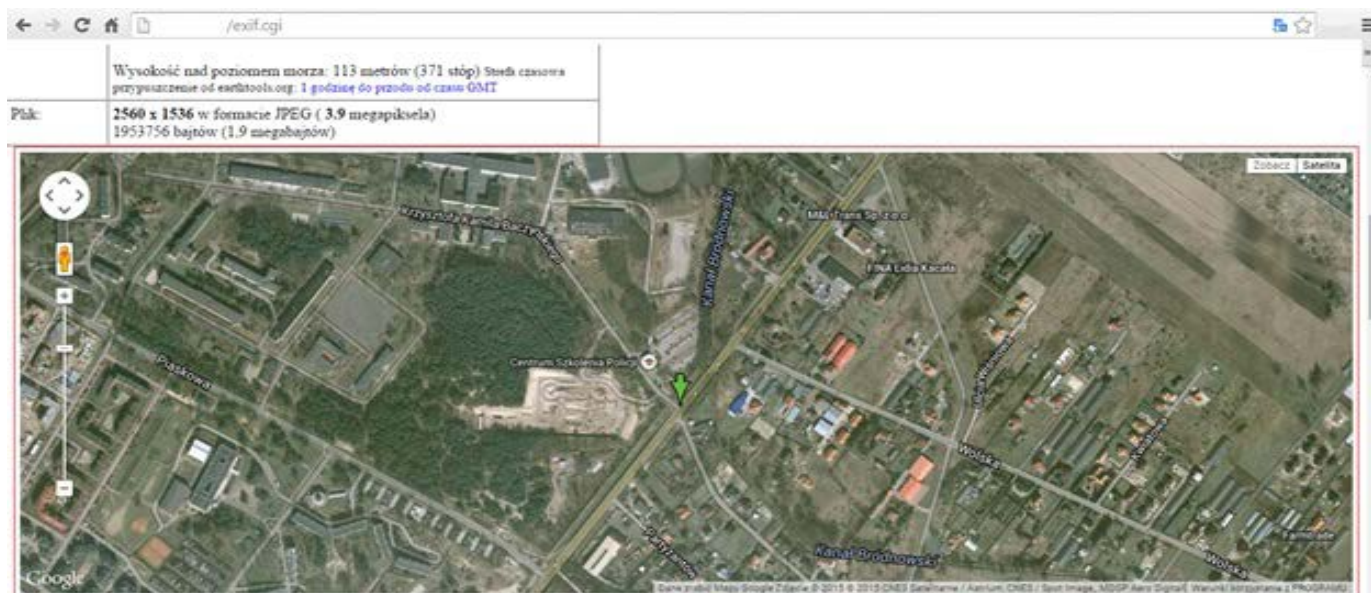 /exif.cgi
Wysokość nad poziomem morza: 113 metrów (371 stóp) Strefa czasowa
przypuszczenie od earthtools.org: 1 godzinę do przodu od czasu GMT
Plik: 2560 x 1536 w formacie JPEG ( 3.9 megapiksela)
1953756 bajtów (1,9 megabajtów)
Zobacz Satelita
Krzysztofa Kamila Baczyńskiego
Kanał Bródnowski
M&L Trans Sp. z o.o.
FINA Lidia Kacała
Centrum Szkolenia Policji
Piaskowa
Wolska
Kwiatowa
Partyzantów
Kanał Bródnowski
Wolska
Farmtrade
Google